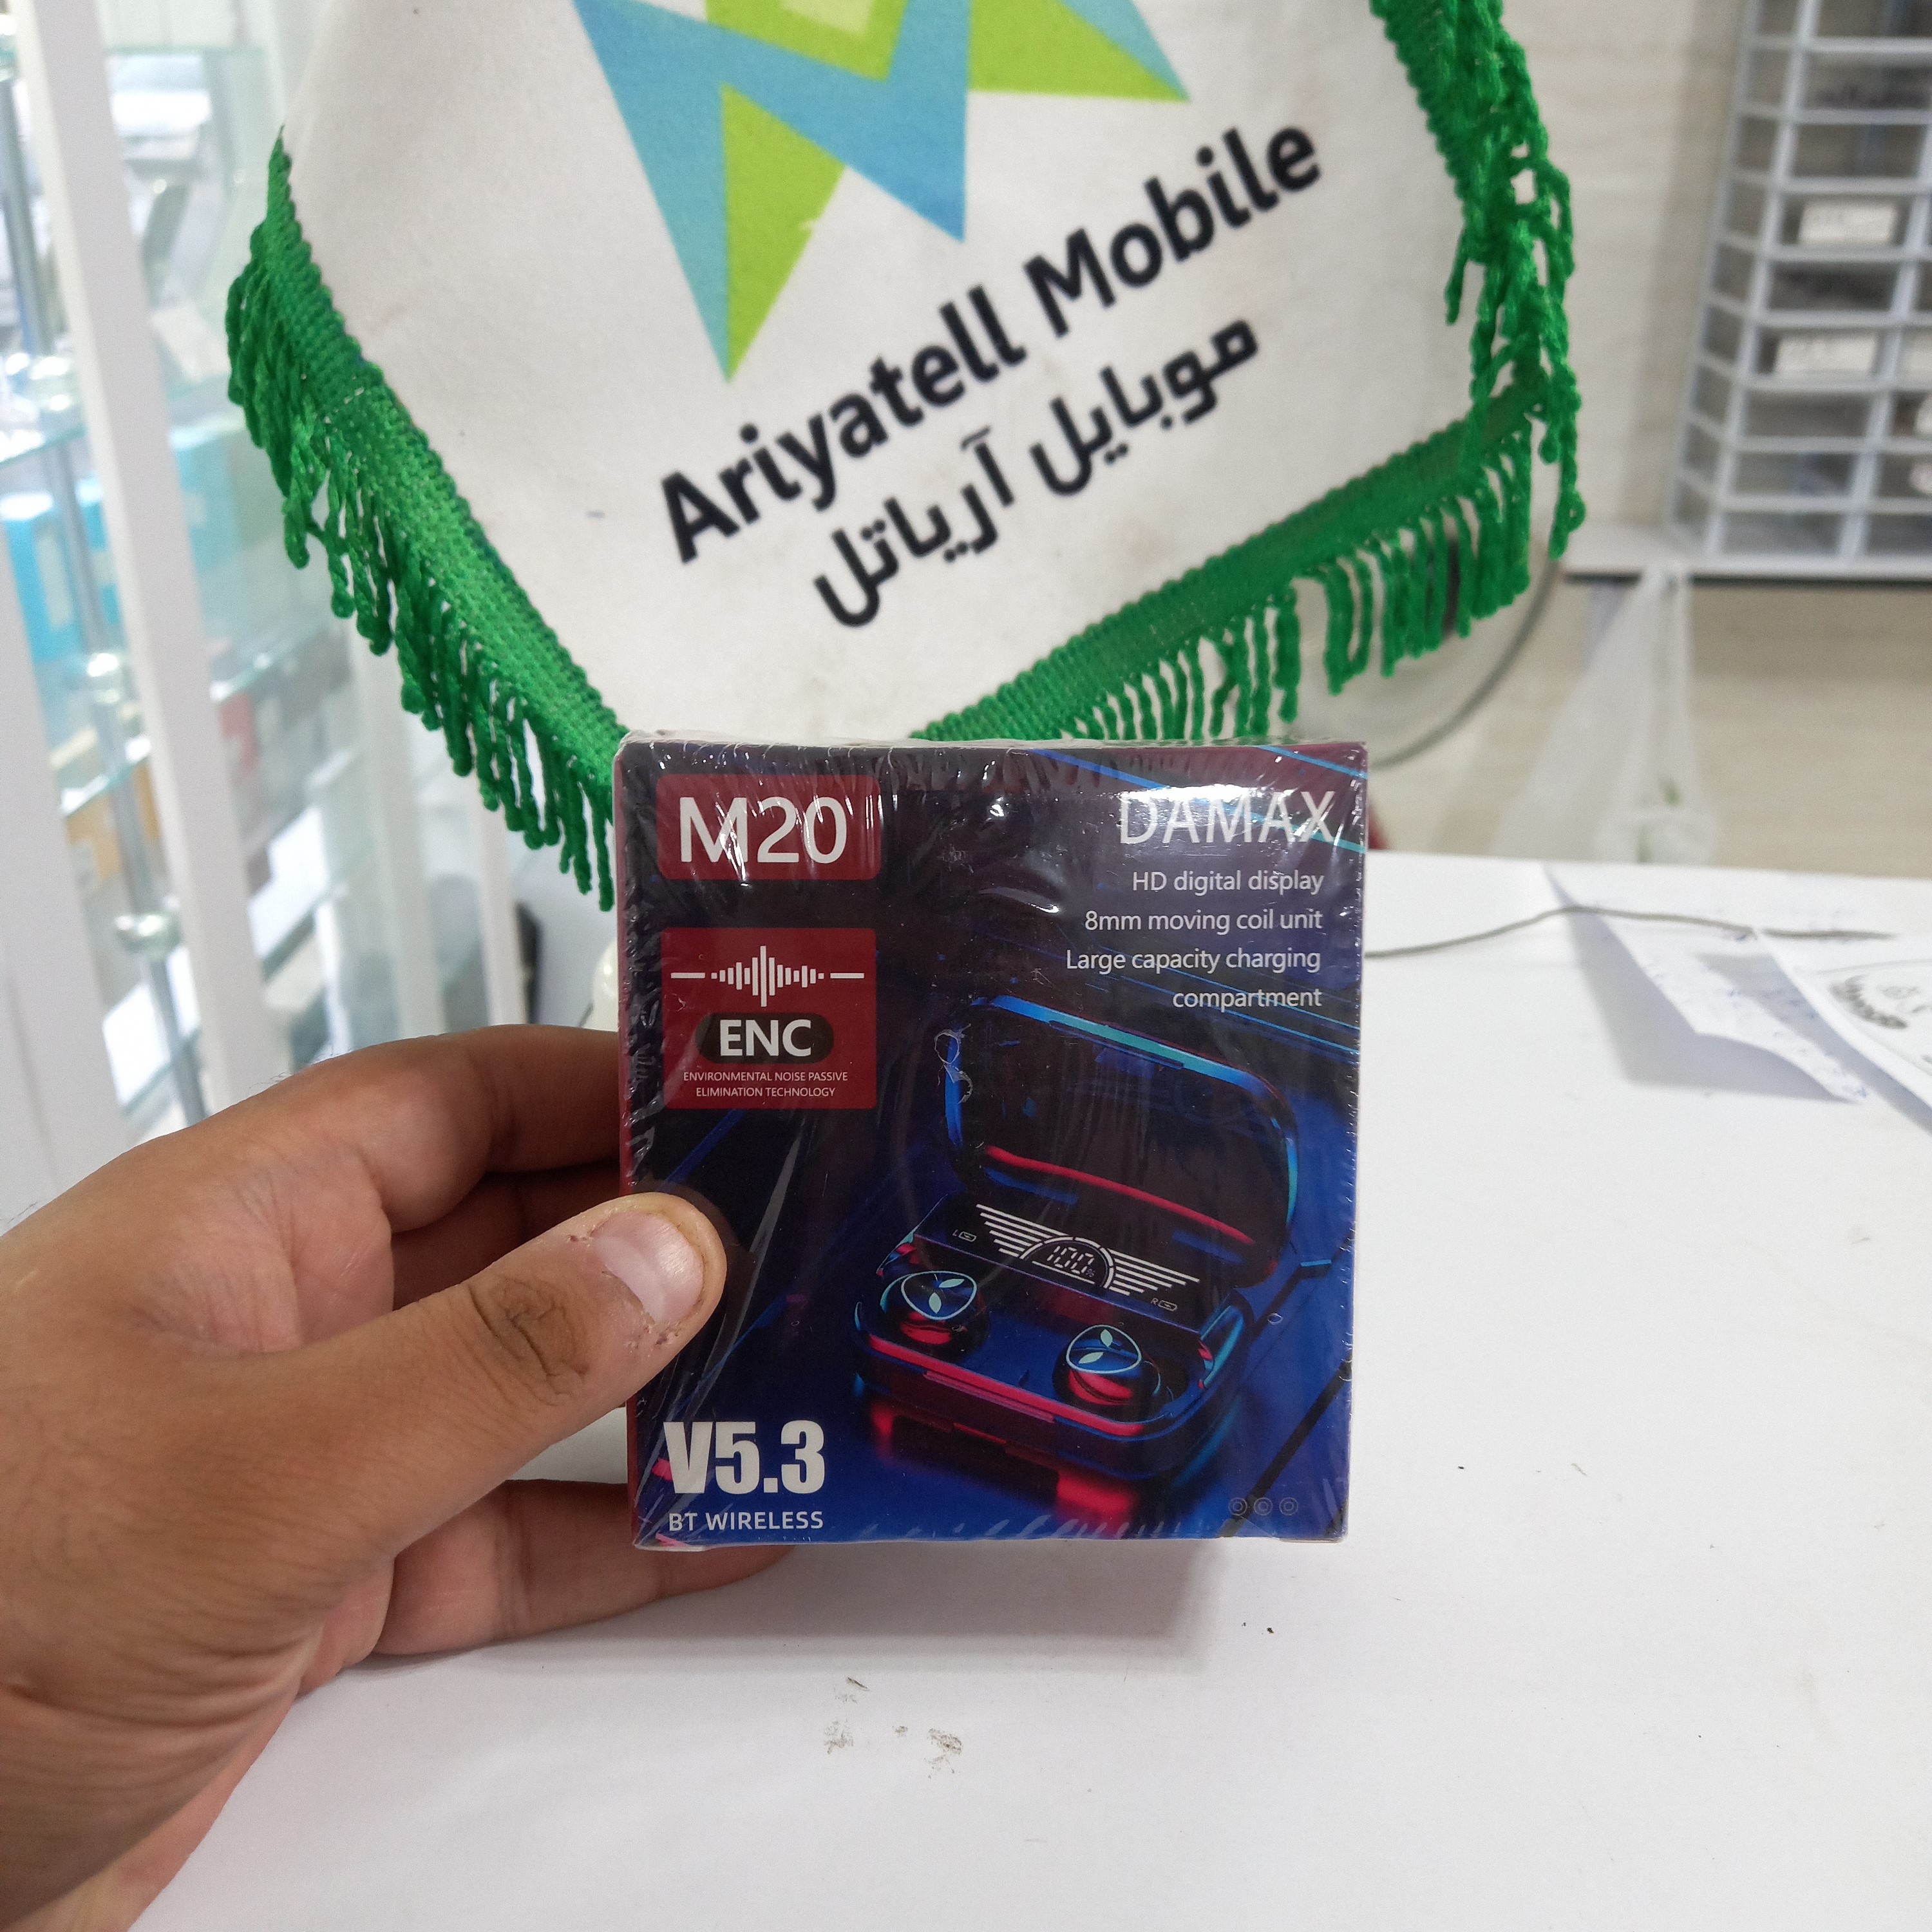 Ariyatell Mobile
موبایل آریاتل
M20
DAMAX
HD digital display
8mm moving coil unit
Large capacity charging
compartment
ENC
ENVIRONMENTAL NOISE PASSIVE
ELIMINATION TECHNOLOGY
L
100%
R
V5.3
BT WIRELESS